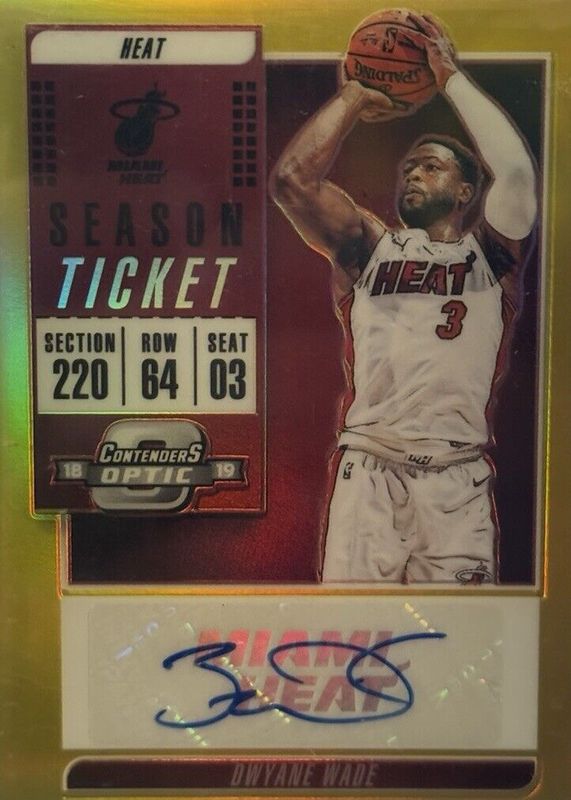 HEAT
MIAMI
HEAT
SEASON
TICKET
SECTION ROW SEAT
220 64 03
CONTENDERS
18 OPTIC 19
SPALDING
HEAT
3
MIAMI
HEAT
DWYANE WADE